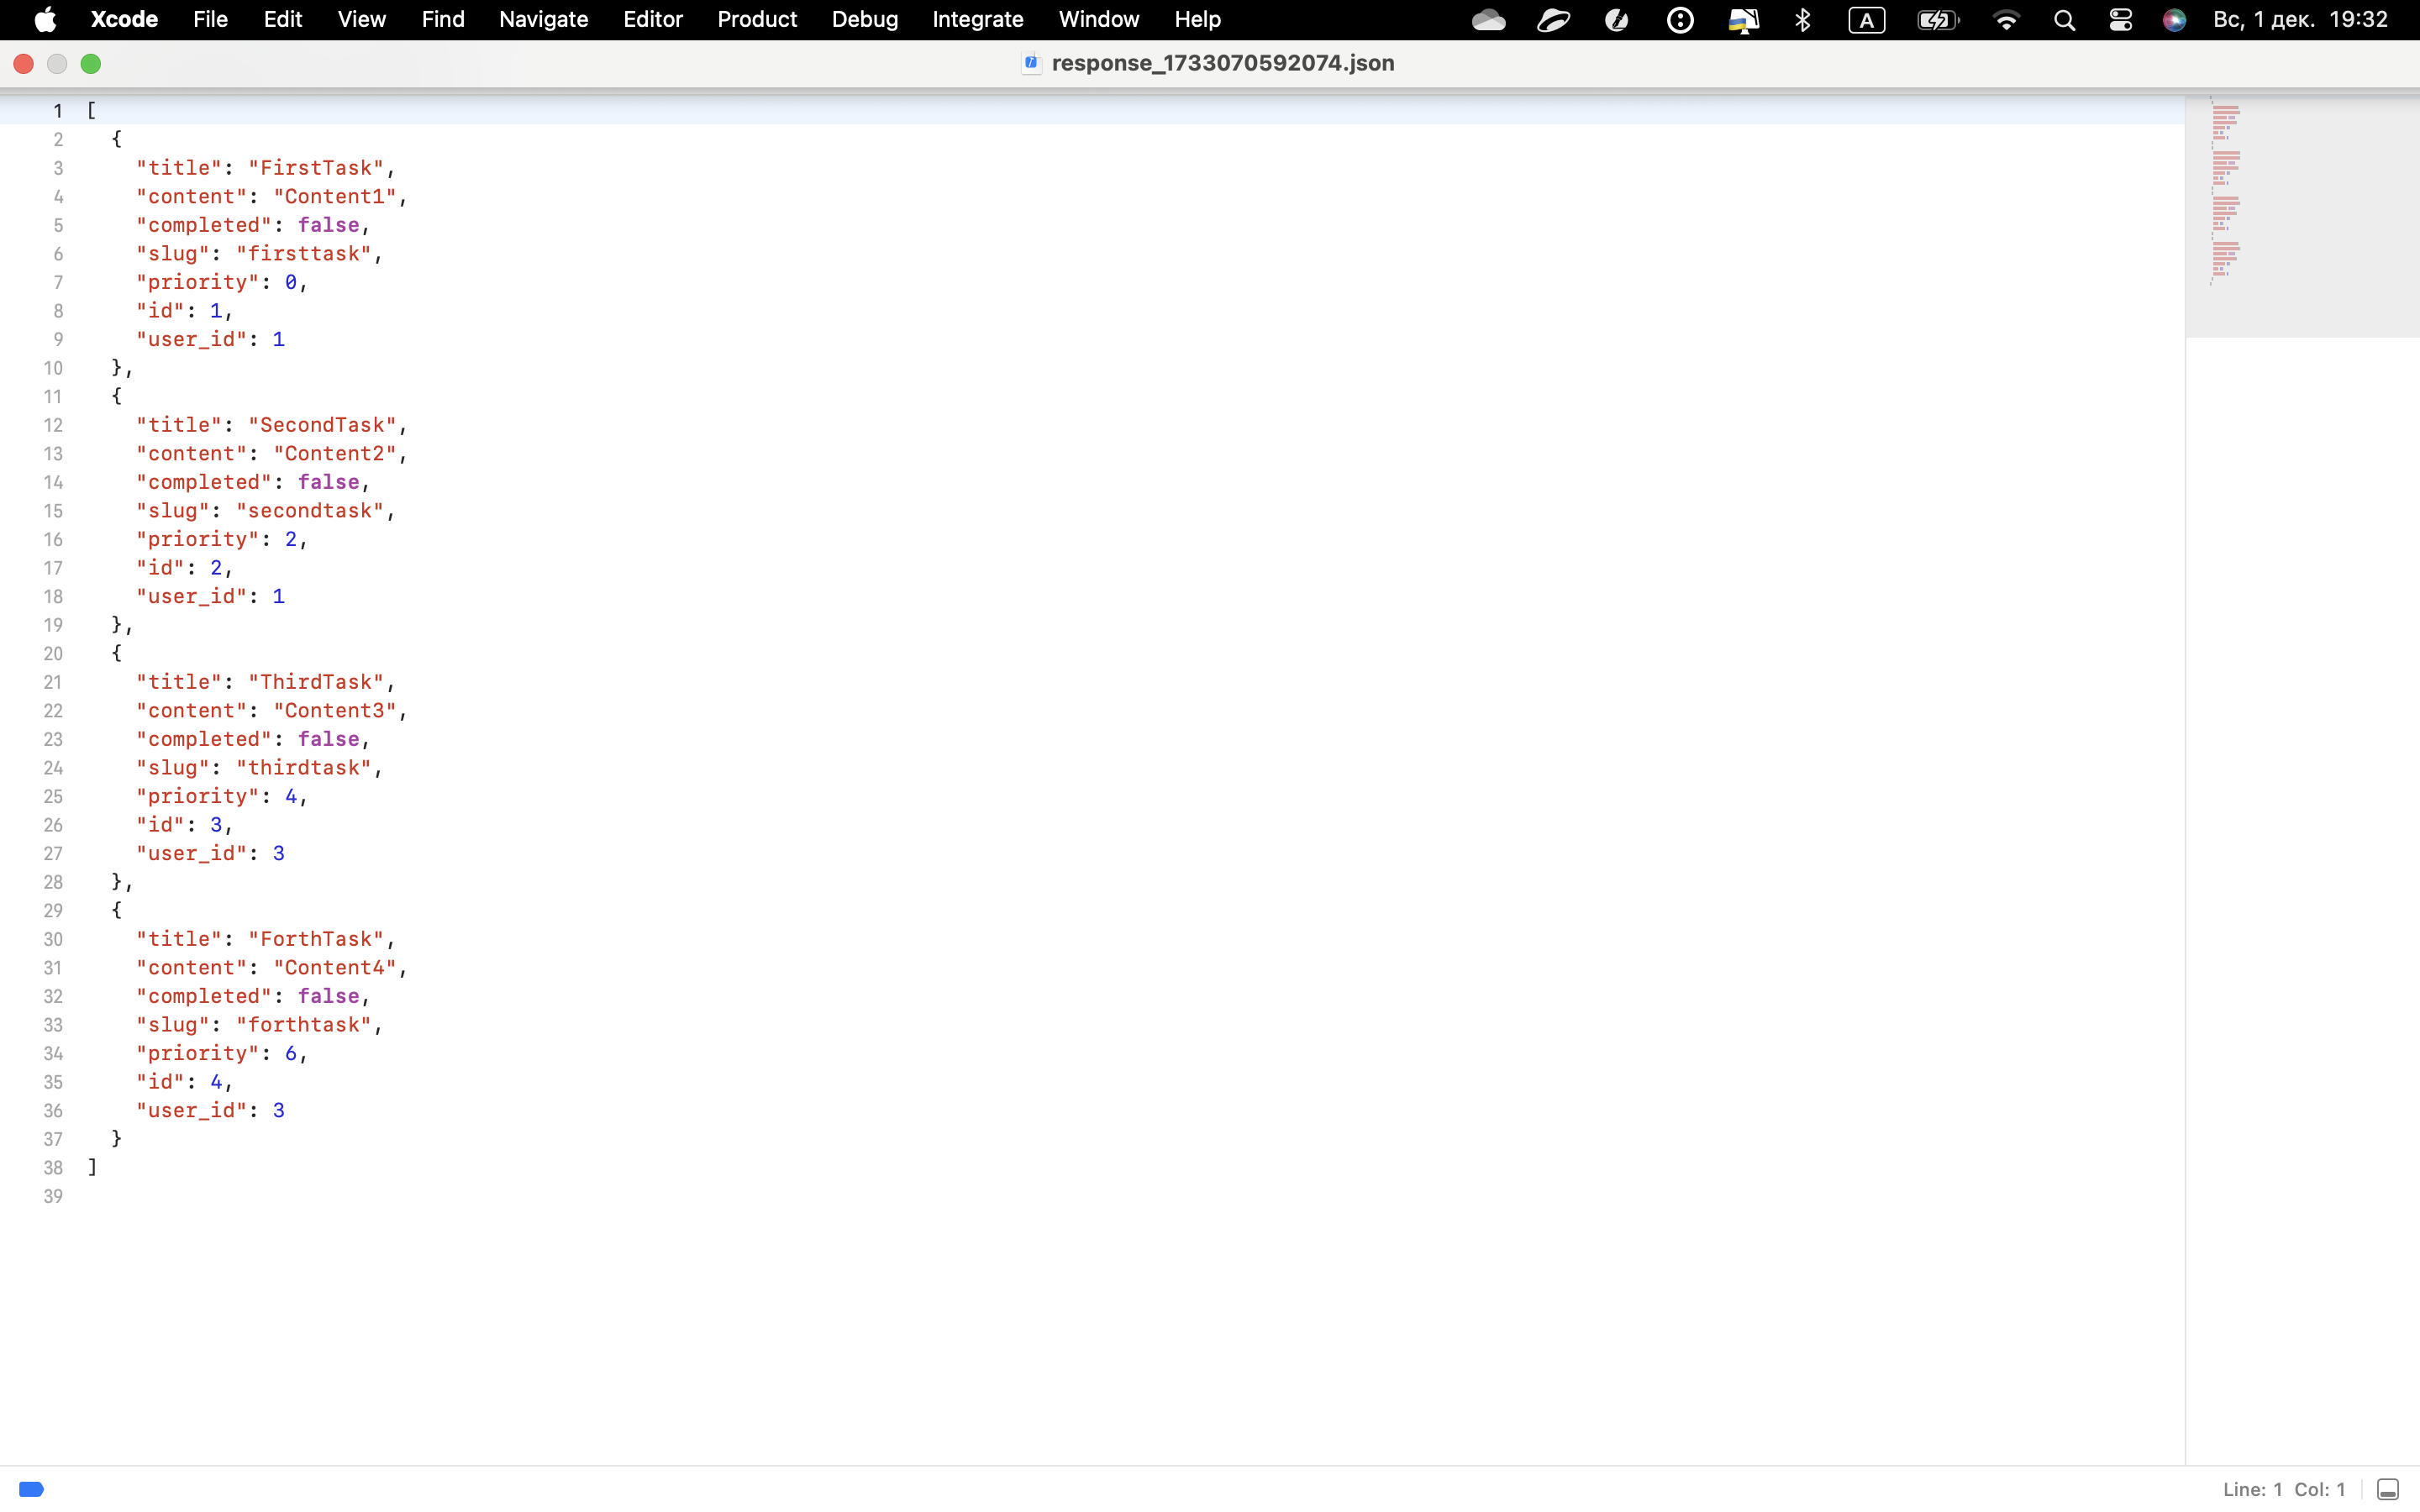 Xcode File Edit View Find Navigate Editor Product Debug Integrate Window Help A Вс, 1 дек. 19:32
response_1733070592074.json
1 [
2   {
3     "title": "FirstTask",
4     "content": "Content1",
5     "completed": false,
6     "slug": "firsttask",
7     "priority": 0,
8     "id": 1,
9     "user_id": 1
10   },
11   {
12     "title": "SecondTask",
13     "content": "Content2",
14     "completed": false,
15     "slug": "secondtask",
16     "priority": 2,
17     "id": 2,
18     "user_id": 1
19   },
20   {
21     "title": "ThirdTask",
22     "content": "Content3",
23     "completed": false,
24     "slug": "thirdtask",
25     "priority": 4,
26     "id": 3,
27     "user_id": 3
28   },
29   {
30     "title": "ForthTask",
31     "content": "Content4",
32     "completed": false,
33     "slug": "forthtask",
34     "priority": 6,
35     "id": 4,
36     "user_id": 3
37   }
38 ]
39
Line: 1 Col: 1